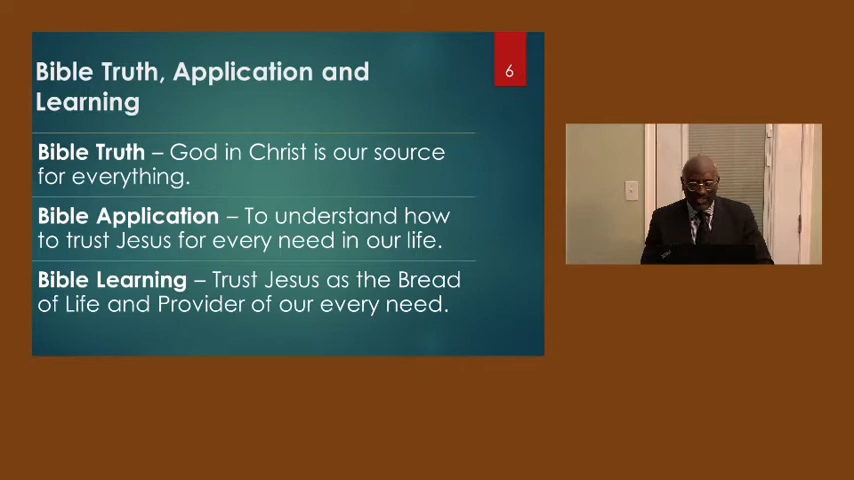 Bible Truth, Application and
Learning
6
Bible Truth – God in Christ is our source
for everything.
Bible Application – To understand how
to trust Jesus for every need in our life.
Bible Learning – Trust Jesus as the Bread
of Life and Provider of our every need.